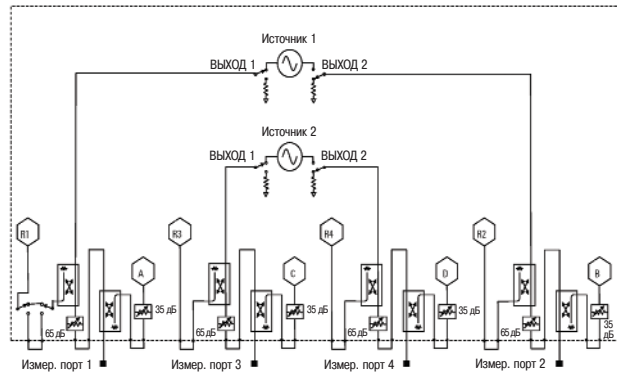 Источник 1
ВЫХОД 1
ВЫХОД 2
Источник 2
ВЫХОД 1
ВЫХОД 2
R1
R3
R4
R2
A
C
D
B
35 дБ
35 дБ
35 дБ
35
дБ
65 дБ
65 дБ
65 дБ
65 дБ
Измер. порт 1
Измер. порт 3
Измер. порт 4
Измер. порт 2